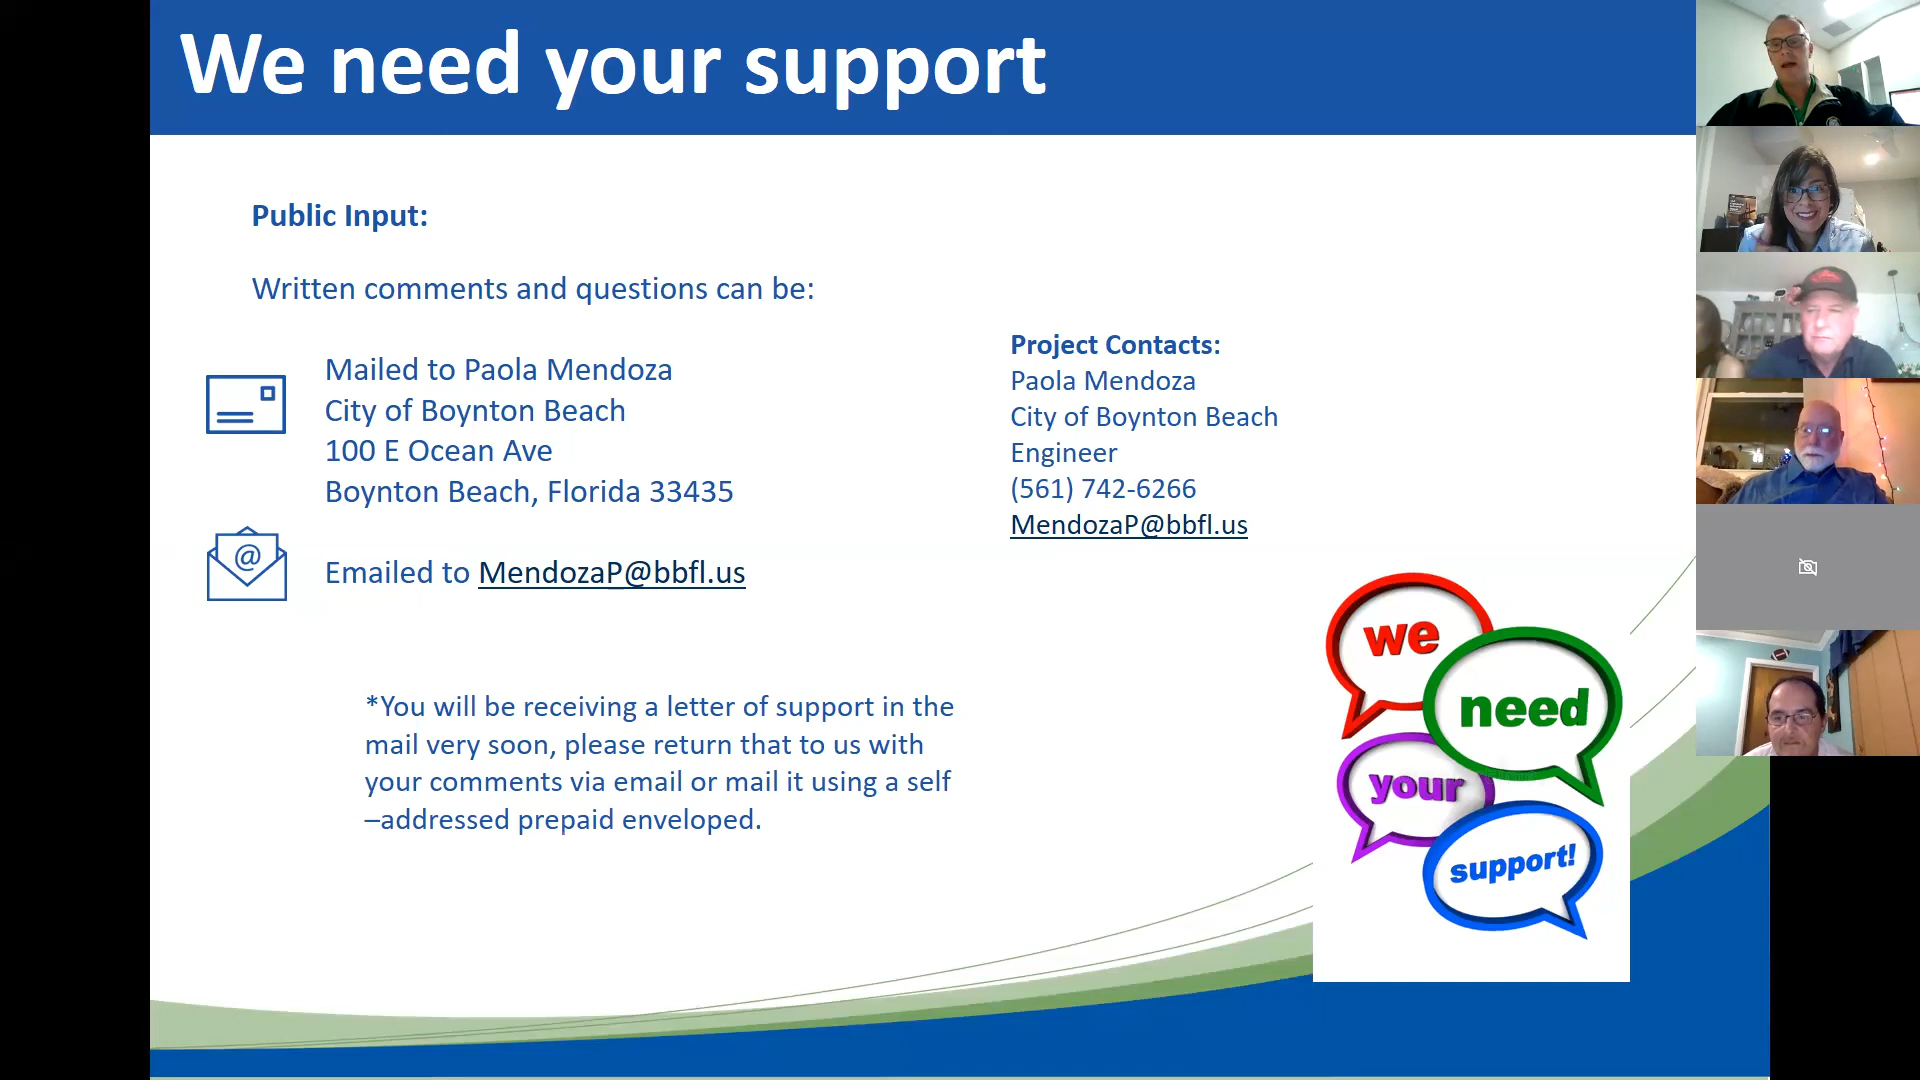 We need your support
Public Input:
Written comments and questions can be:
Mailed to Paola Mendoza
City of Boynton Beach
100 E Ocean Ave
Boynton Beach, Florida 33435
@
Emailed to MendozaP@bbfl.us
Project Contacts:
Paola Mendoza
City of Boynton Beach
Engineer
(561) 742-6266
MendozaP@bbfl.us
*You will be receiving a letter of support in the
mail very soon, please return that to us with
your comments via email or mail it using a self
–addressed prepaid enveloped.
we
need
your
support!